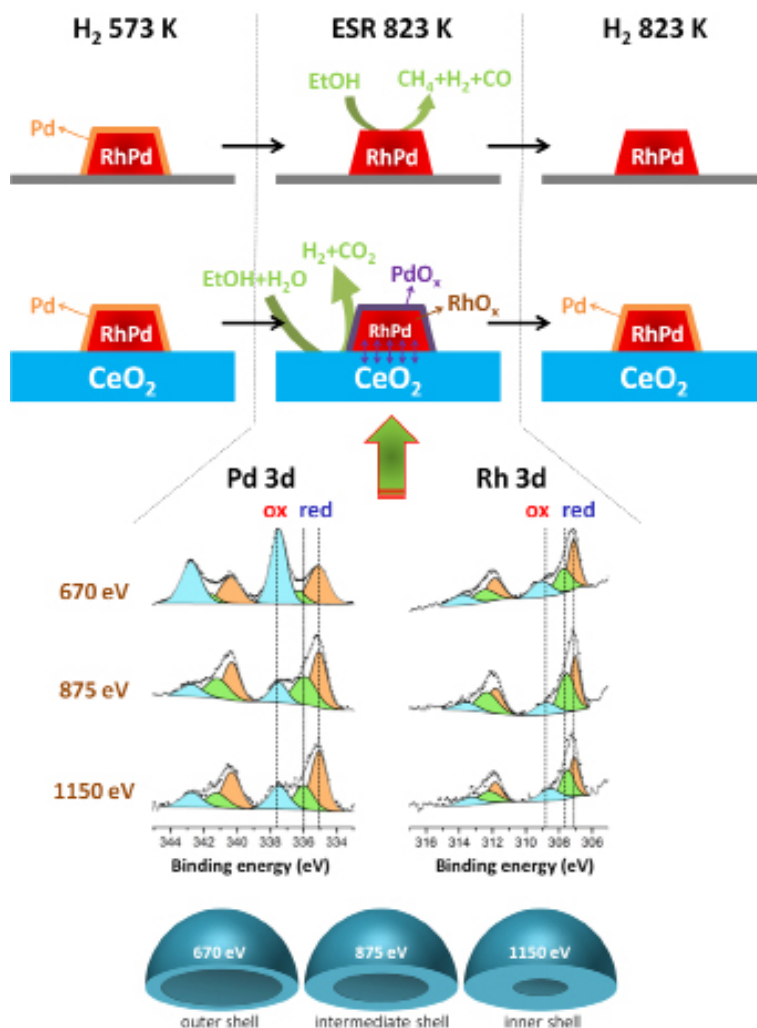 H₂ 573 K ESR 823 K H₂ 823 K
EtOH CH₄+H₂+CO
Pd
RhPd RhPd RhPd
H₂+CO₂
EtOH+H₂O PdOₓ
Pd RhOₓ Pd
RhPd RhPd RhPd
CeO₂ CeO₂ CeO₂
Pd 3d Rh 3d
ox red ox red
670 eV
875 eV
1150 eV
344 342 340 338 336 334 316 314 312 310 308 306
Binding energy (eV) Binding energy (eV)
670 eV 875 eV 1150 eV
outer shell intermediate shell inner shell